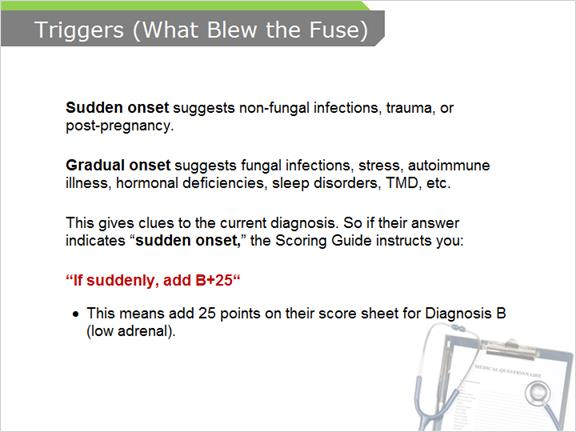 Triggers (What Blew the Fuse)
Sudden onset suggests non-fungal infections, trauma, or
post-pregnancy.
Gradual onset suggests fungal infections, stress, autoimmune
illness, hormonal deficiencies, sleep disorders, TMD, etc.
This gives clues to the current diagnosis. So if their answer
indicates “sudden onset,” the Scoring Guide instructs you:
“If suddenly, add B+25“
• This means add 25 points on their score sheet for Diagnosis B
(low adrenal).
MEDICAL QUESTIONNAIRE